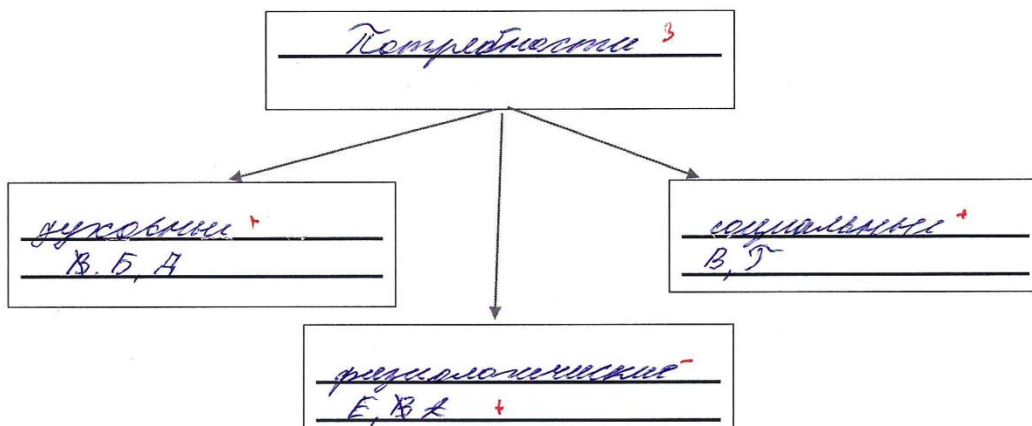 Потребности 3
духовные +
Б, Д
социальные +
В, Г
физиологические -
Е, А +